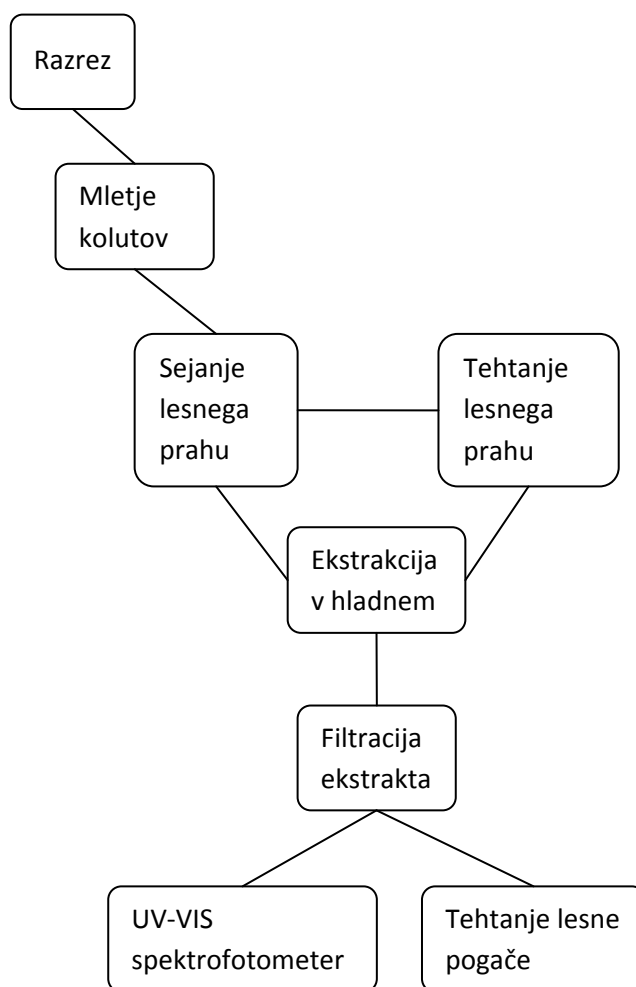 Razrez
Mletje
kolutov
Sejanje
lesnega
prahu
Tehtanje
lesnega
prahu
Ekstrakcija
v hladnem
Filtracija
ekstrakta
UV-VIS
spektrofotometer
Tehtanje lesne
pogače